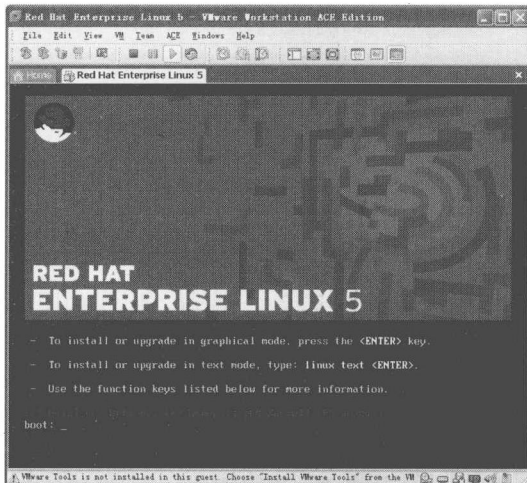 Red Hat Enterprise Linux 5 - VMware Workstation ACE Edition
File Edit View VM Team ACE Windows Help
Home Red Hat Enterprise Linux 5
RED HAT
ENTERPRISE LINUX 5
- To install or upgrade in graphical mode, press the <ENTER> key.
- To install or upgrade in text mode, type: linux text <ENTER>.
- Use the function keys listed below for more information.
boot: _
VMware Tools is not installed in this guest. Choose "Install VMware Tools" from the VM